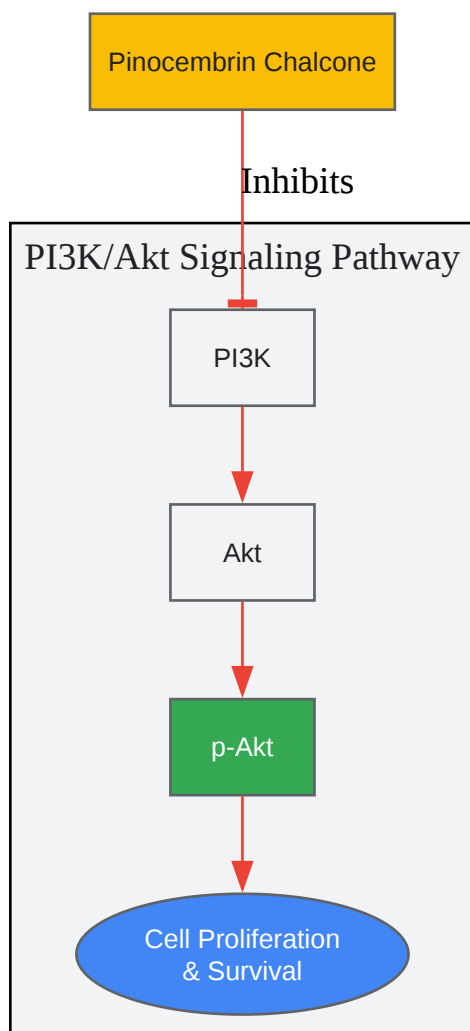 Pinocembrin Chalcone
Inhibits
PI3K/Akt Signaling Pathway
PI3K
Akt
p-Akt
Cell Proliferation
& Survival